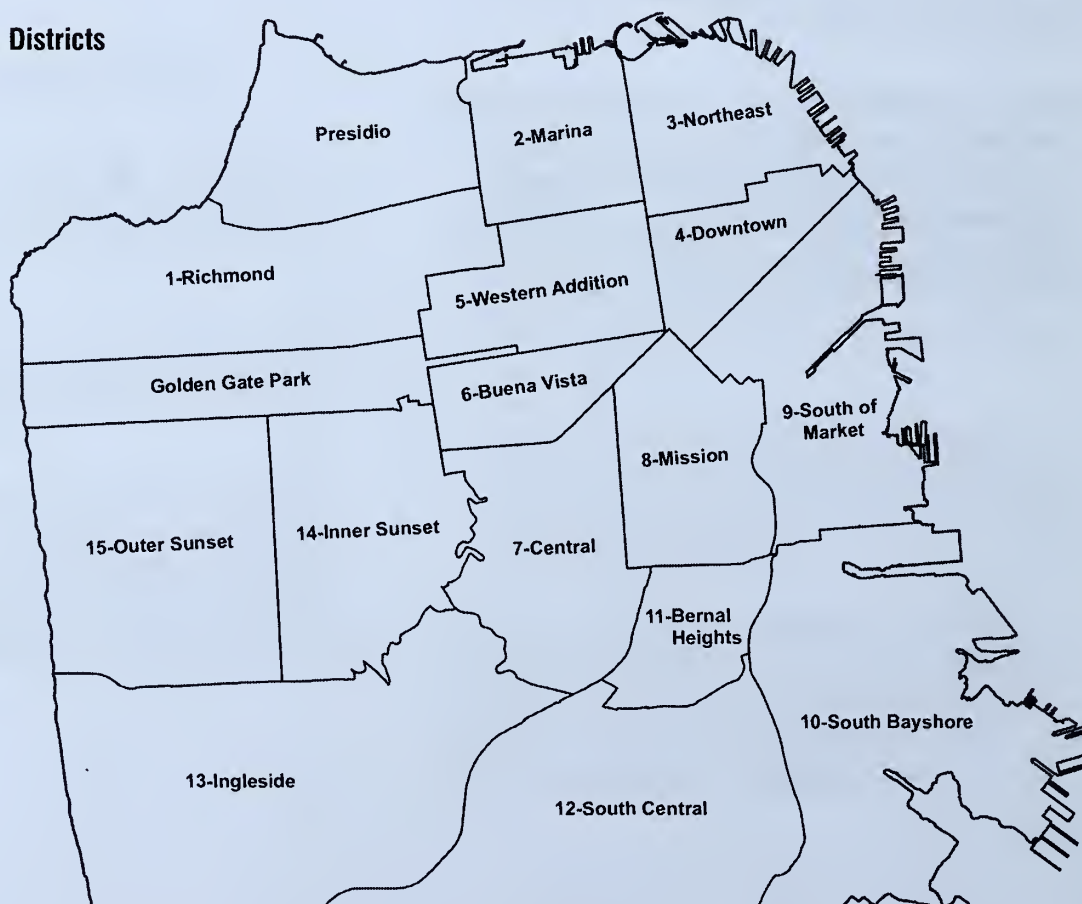 Districts
Presidio
2-Marina
3-Northeast
4-Downtown
1-Richmond
5-Western Addition
Golden Gate Park
6-Buena Vista
9-South of
Market
8-Mission
15-Outer Sunset
14-Inner Sunset
7-Central
11-Bernal
Heights
10-South Bayshore
13-Ingleside
12-South Central